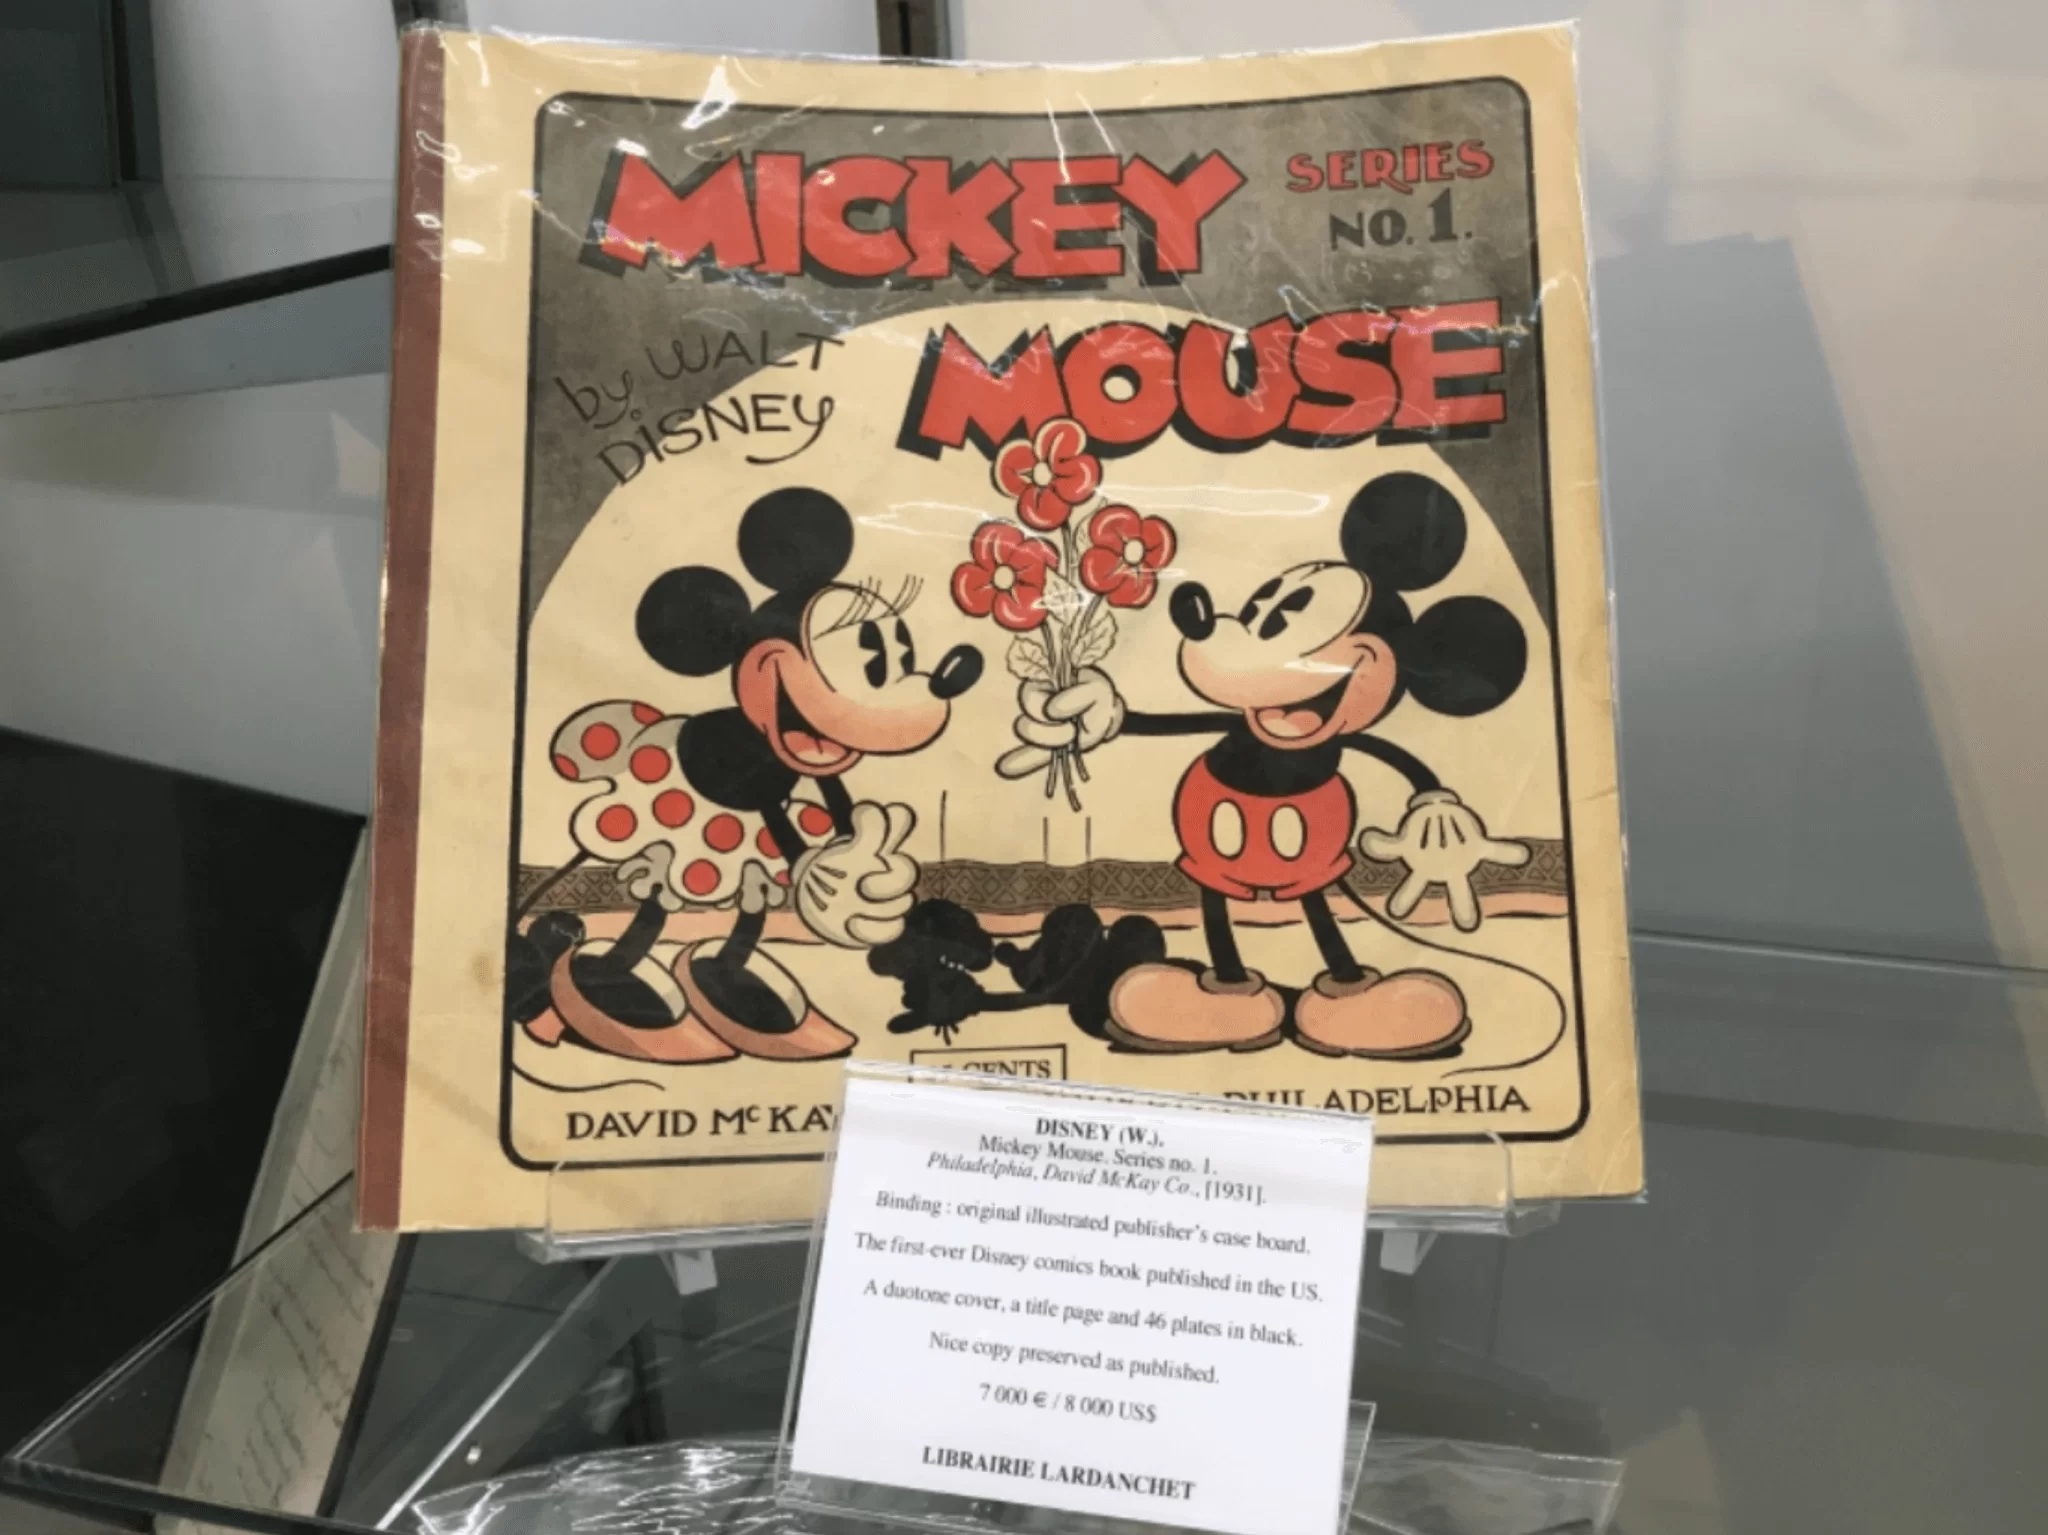 MICKEY
SERIES
NO. 1.
MOUSE
by WALT
DISNEY
CENTS
DAVID McKAY
PHILADELPHIA
DISNEY (W.).
Mickey Mouse. Series no. 1.
Philadelphia, David McKay Co., [1931].
Binding : original illustrated publisher's case board.
The first-ever Disney comics book published in the US.
A duotone cover, a title page and 46 plates in black.
Nice copy preserved as published.
7 000 € / 8 000 US$
LIBRAIRIE LARDANCHET